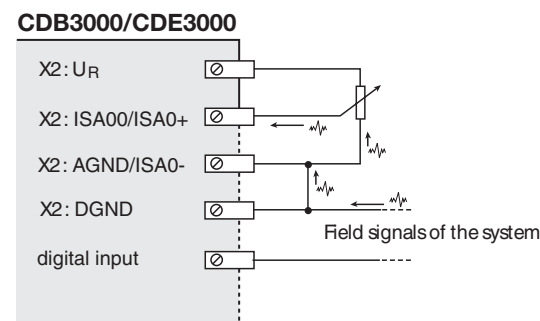 CDB3000/CDE3000
X2: UR
X2: ISA00/ISA0+
X2: AGND/ISA0-
X2: DGND
Field signals of the system
digital input